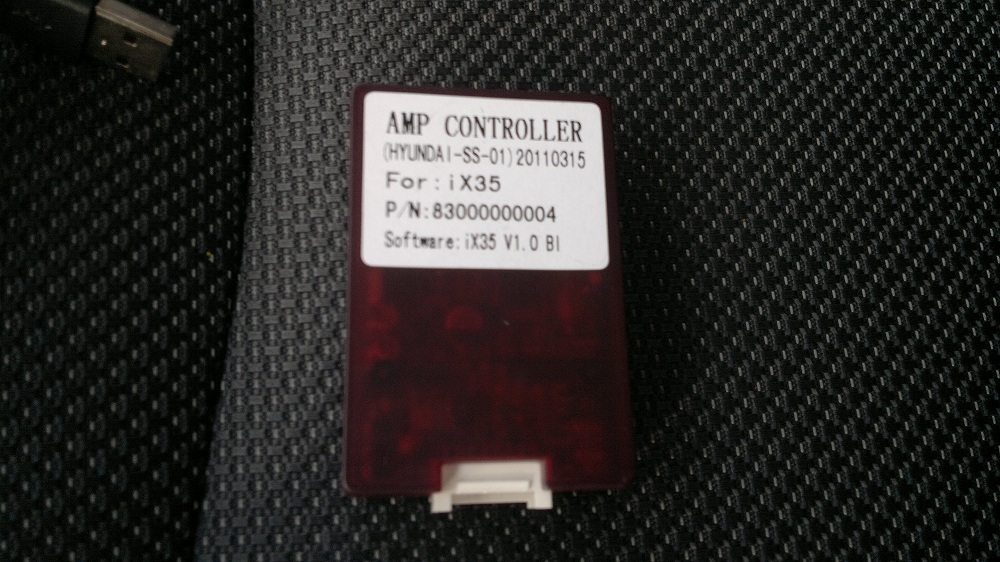 AMP CONTROLLER
(HYUNDAI-SS-01)20110315
For:iX35
P/N:83000000004
Software:iX35 V1.0 BI